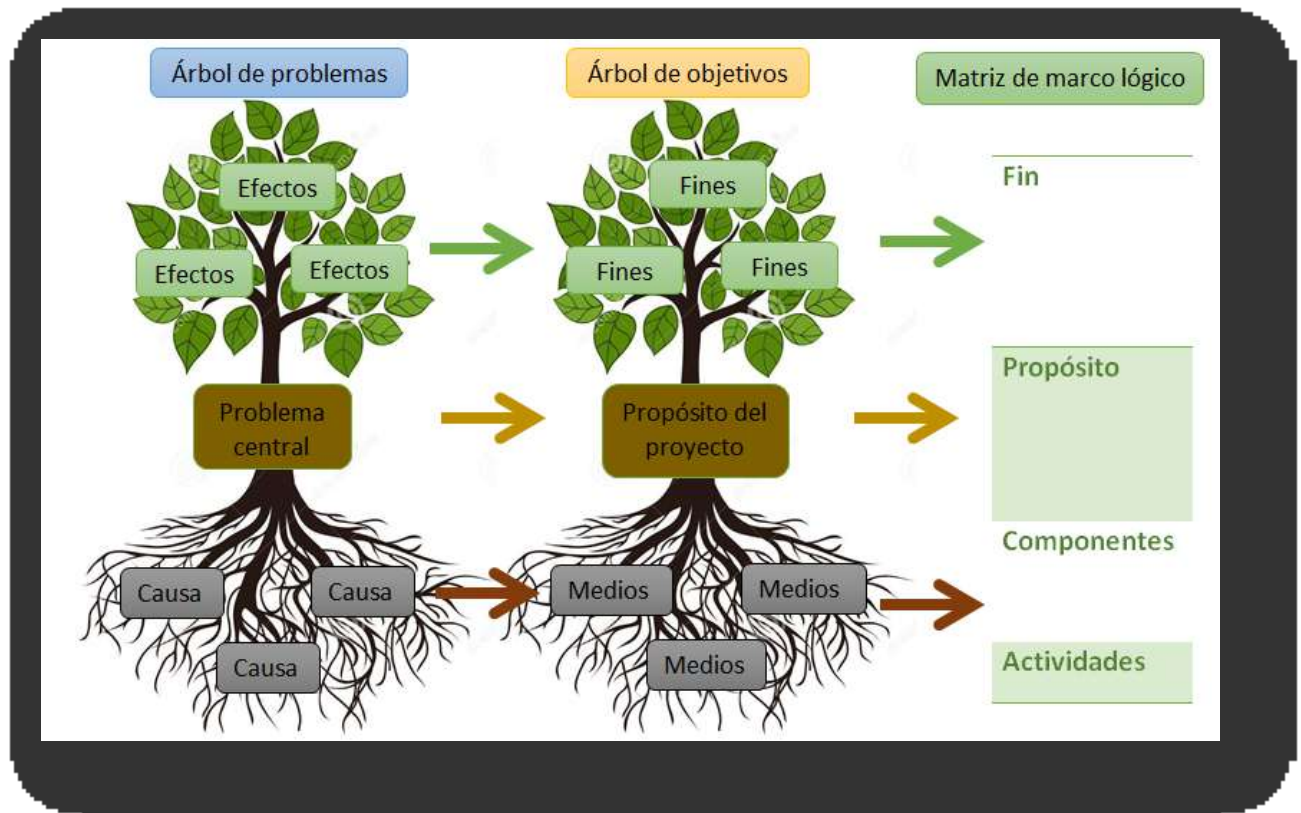 Árbol de problemas
Árbol de objetivos
Matriz de marco lógico
Efectos
Efectos
Efectos
Fines
Fines
Fines
Fin
Problema
central
Propósito del
proyecto
Propósito
Causa
Causa
Causa
Medios
Medios
Medios
Componentes
Actividades